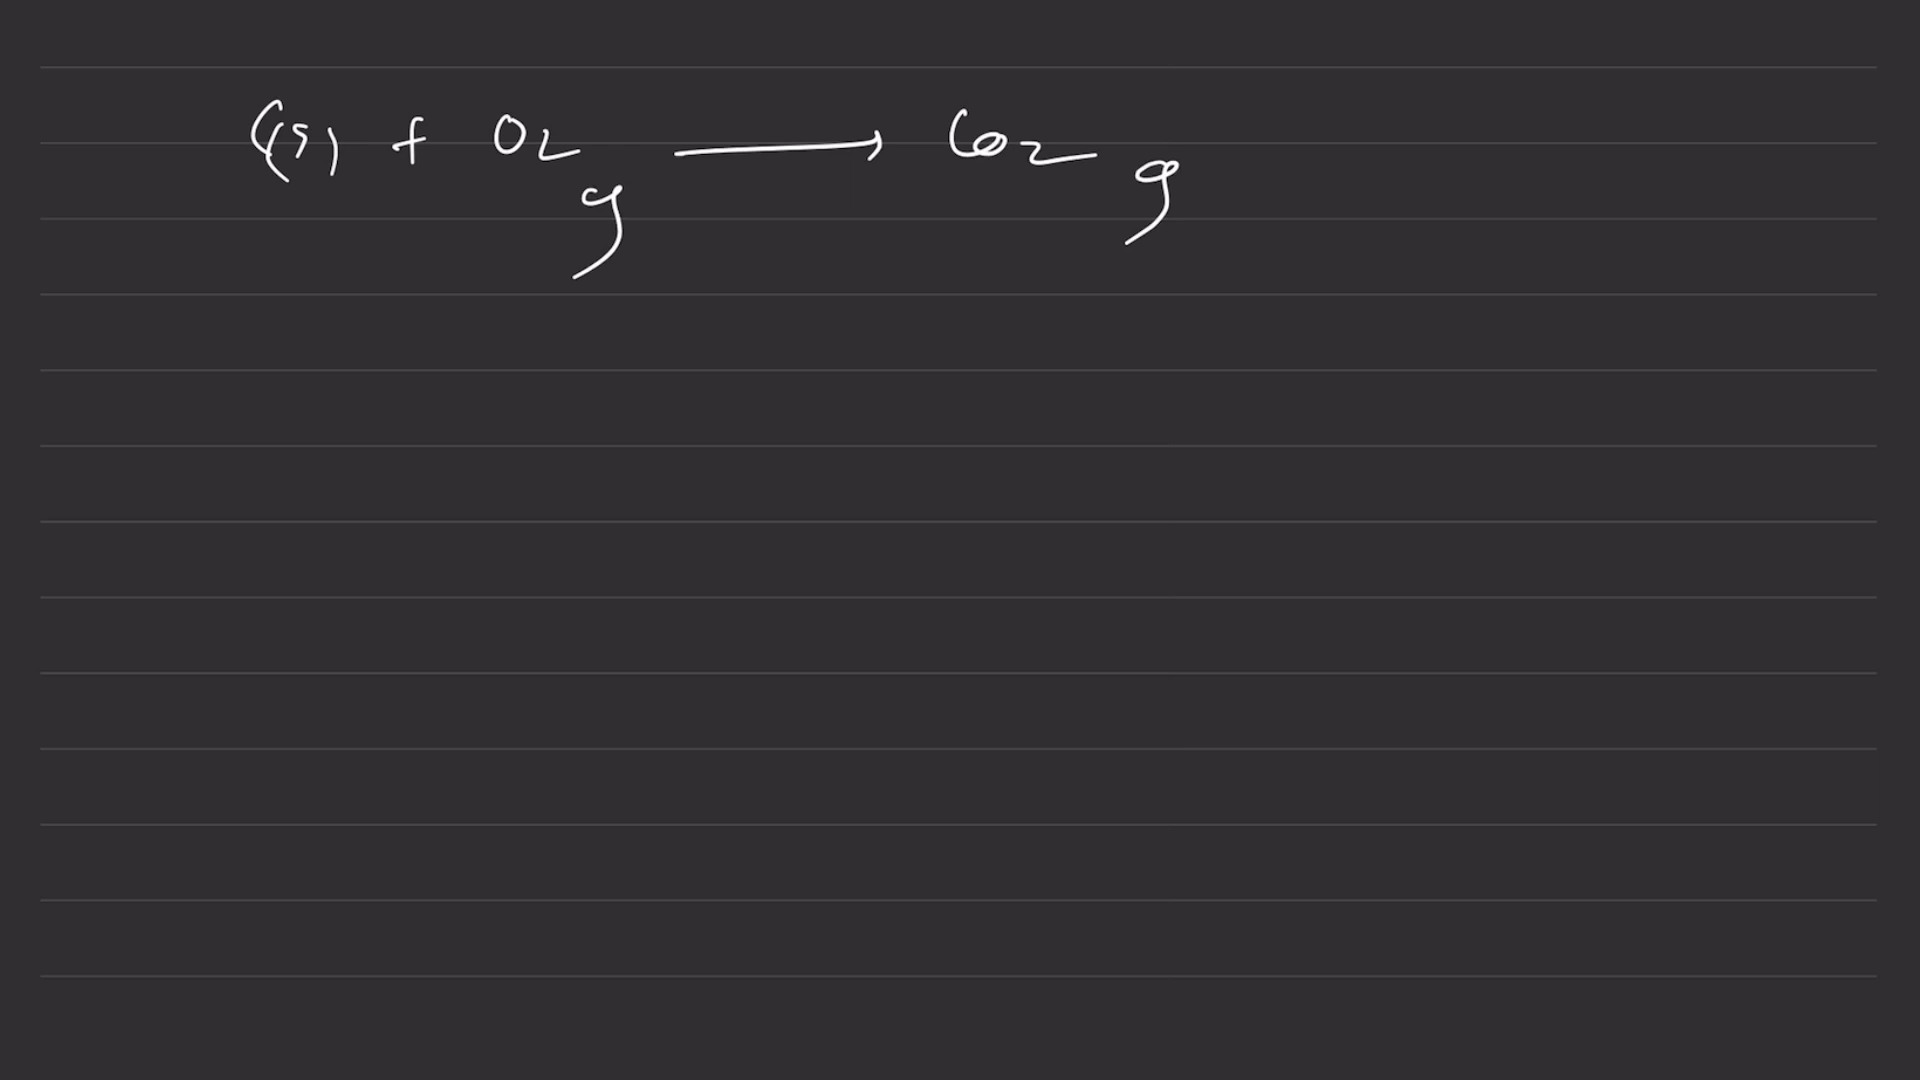 C(s) + O2 g ⟶ CO2 g